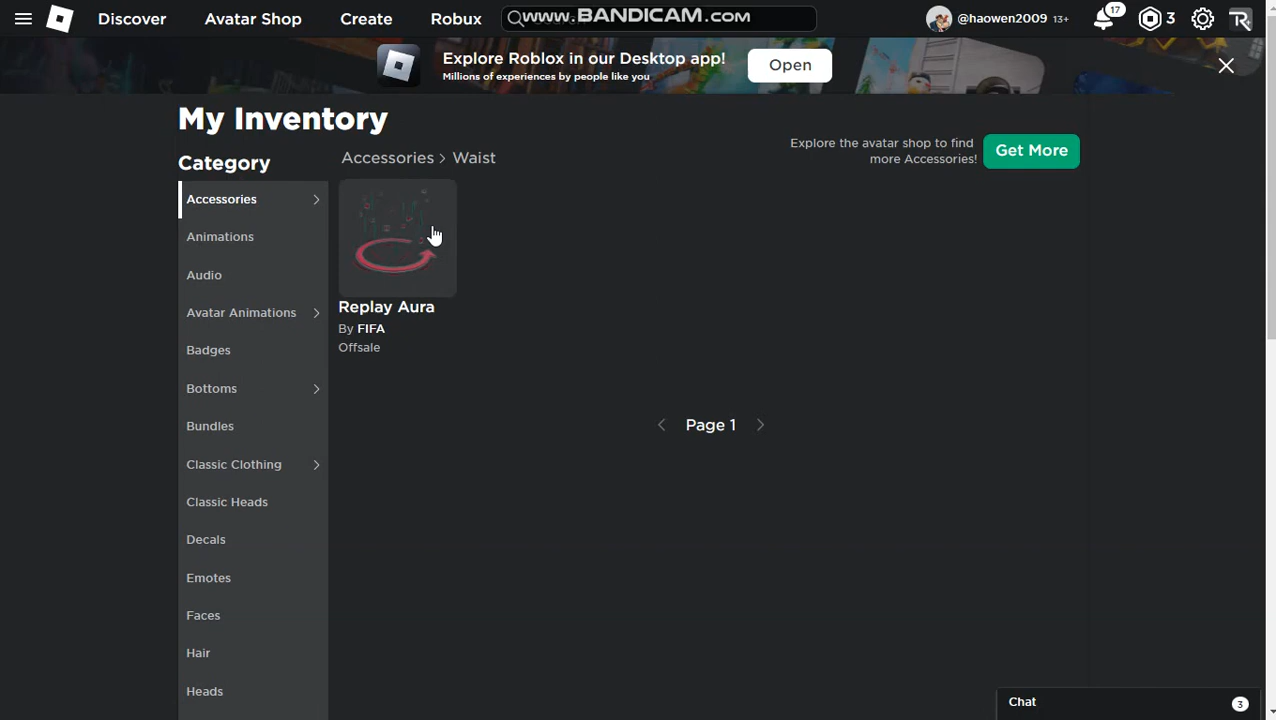 Discover
Avatar Shop
Create
Robux
www.BANDICAM.com
@haowen2009 13+
17
3
Explore Roblox in our Desktop app!
Millions of experiences by people like you
Open
My Inventory
Explore the avatar shop to find
more Accessories!
Get More
Category
Accessories > Waist
Accessories
Animations
Audio
Avatar Animations
Badges
Bottoms
Bundles
Classic Clothing
Classic Heads
Decals
Emotes
Faces
Hair
Heads
Replay Aura
By FIFA
Offsale
Page 1
Chat
3